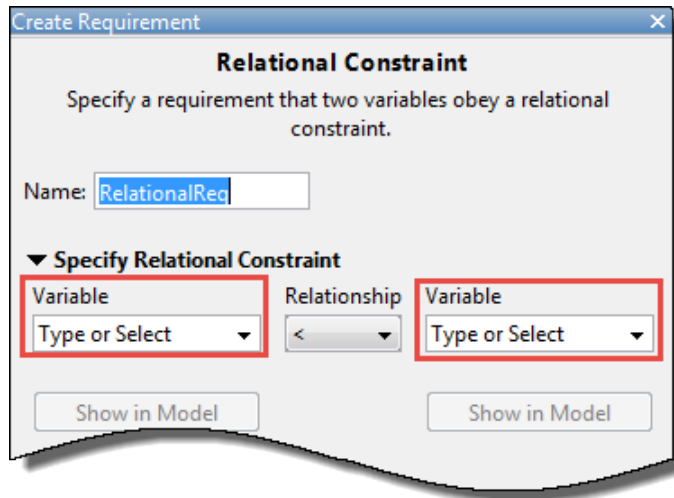 Create Requirement
Relational Constraint
Specify a requirement that two variables obey a relational
constraint.
Name: RelationalReq
Specify Relational Constraint
Variable Relationship Variable
Type or Select < Type or Select
Show in Model Show in Model